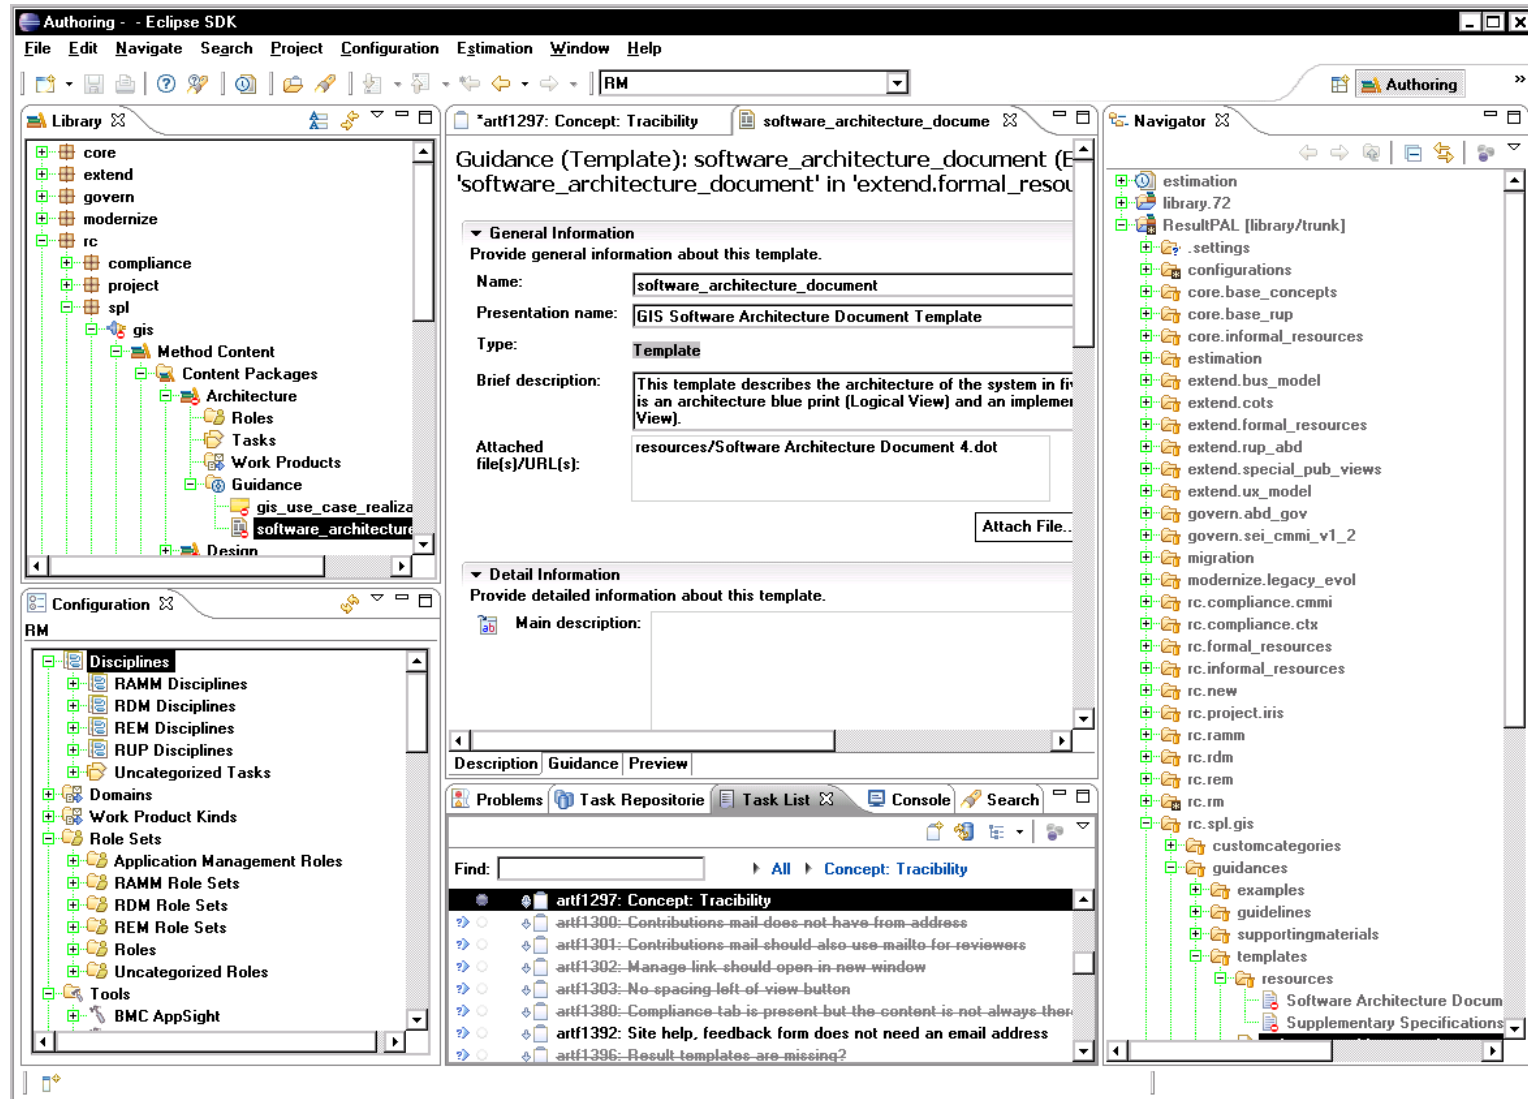 Authoring - - Eclipse SDK
File Edit Navigate Search Project Configuration Estimation Window Help
RM
Authoring
»
Library
core
extend
govern
modernize
rc
compliance
project
spl
gis
Method Content
Content Packages
Architecture
Roles
Tasks
Work Products
Guidance
gis_use_case_realiza
software_architecture
Design
Configuration
RM
Disciplines
RAMM Disciplines
RDM Disciplines
REM Disciplines
RUP Disciplines
Uncategorized Tasks
Domains
Work Product Kinds
Role Sets
Application Management Roles
RAMM Role Sets
RDM Role Sets
REM Role Sets
Roles
Uncategorized Roles
Tools
BMC AppSight
*artf1297: Concept: Tracibility
software_architecture_docume
Guidance (Template): software_architecture_document (E
'software_architecture_document' in 'extend.formal_resou
General Information
Provide general information about this template.
Name: software_architecture_document
Presentation name: GIS Software Architecture Document Template
Type: Template
Brief description: This template describes the architecture of the system in fiv
is an architecture blue print (Logical View) and an implemer
View).
Attached file(s)/URL(s): resources/Software Architecture Document 4.dot
Attach File..
Detail Information
Provide detailed information about this template.
Main description:
Description Guidance Preview
Problems Task Repositorie Task List Console Search
Find: All Concept: Tracibility
artf1297: Concept: Tracibility
artf1300: Contributions mail does not have from address
artf1301: Contributions mail should also use mailto for reviewers
artf1302: Manage link should open in new window
artf1303: No spacing left of view button
artf1380: Compliance tab is present but the content is not always ther
artf1392: Site help, feedback form does not need an email address
artf1396: Result templates are missing?
Navigator
estimation
library.72
ResultPAL [library/trunk]
.settings
configurations
core.base_concepts
core.base_rup
core.informal_resources
estimation
extend.bus_model
extend.cots
extend.formal_resources
extend.rup_abd
extend.special_pub_views
extend.ux_model
govern.abd_gov
govern.sei_cmmi_v1_2
migration
modernize.legacy_evol
rc.compliance.cmmi
rc.compliance.ctx
rc.formal_resources
rc.informal_resources
rc.new
rc.project.iris
rc.ramm
rc.rdm
rc.rem
rc.rm
rc.spl.gis
customcategories
guidances
examples
guidelines
supportingmaterials
templates
resources
Software Architecture Docum
Supplementary Specifications